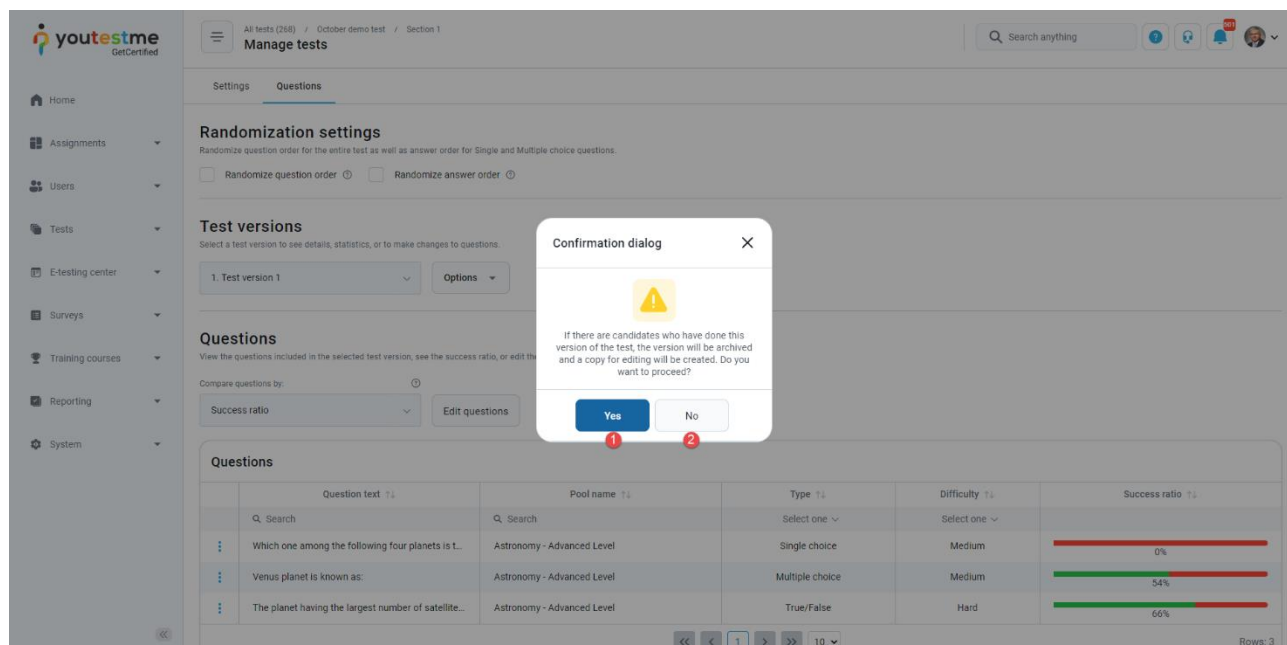 youtestme
GetCertified
All tests (268) / October demo test / Section 1
Manage tests
Search anything
?
501
Home
Assignments
Users
Tests
E-testing center
Surveys
Training courses
Reporting
System
Settings Questions
Randomization settings
Randomize question order for the entire test as well as answer order for Single and Multiple choice questions.
Randomize question order ? Randomize answer order ?
Test versions
Select a test version to see details, statistics, or to make changes to questions.
1. Test version 1 Options
Questions
View the questions included in the selected test version, see the success ratio, or edit the
Compare questions by: ?
Success ratio Edit questions
Confirmation dialog
If there are candidates who have done this
version of the test, the version will be archived
and a copy for editing will be created. Do you
want to proceed?
Yes No
1 2
Questions
Question text Pool name Type Difficulty Success ratio
Search Search Select one Select one
Which one among the following four planets is t... Astronomy - Advanced Level Single choice Medium 0%
Venus planet is known as: Astronomy - Advanced Level Multiple choice Medium 54%
The planet having the largest number of satellite... Astronomy - Advanced Level True/False Hard 66%
<< < 1 > >> 10 Rows: 3